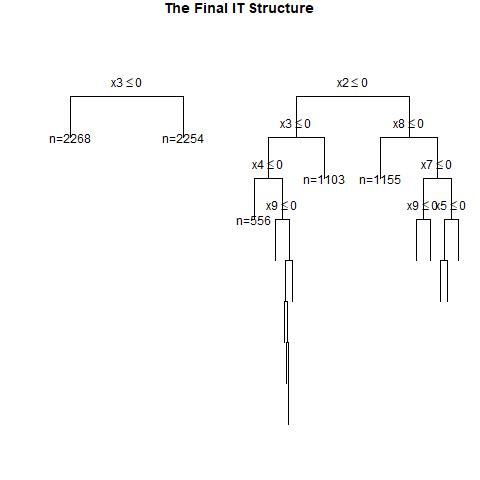 The Final IT Structure
x3 ≤ 0
x2 ≤ 0
x3 ≤ 0
x8 ≤ 0
n=2268
n=2254
x4 ≤ 0
n=1103
n=1155
x7 ≤ 0
n=556
x9 ≤ 0
x9 ≤ 0
x5 ≤ 0